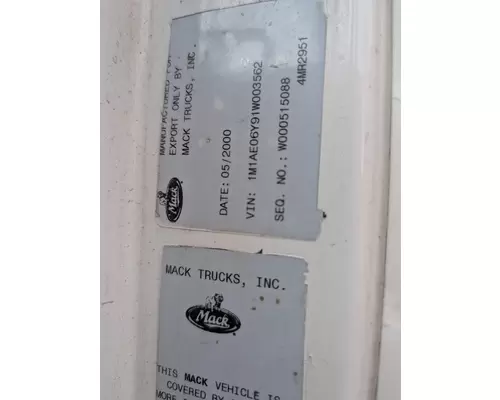 MANUFACTURED FOR
EXPORT ONLY BY
MACK TRUCKS, INC.
Mack
DATE: 05/2000
VIN: 1M1AE06Y91W003562
SEQ. NO.: W000515088
4MR2951
MACK TRUCKS, INC.
Mack
THIS MACK VEHICLE IS
COVERED BY
MORE